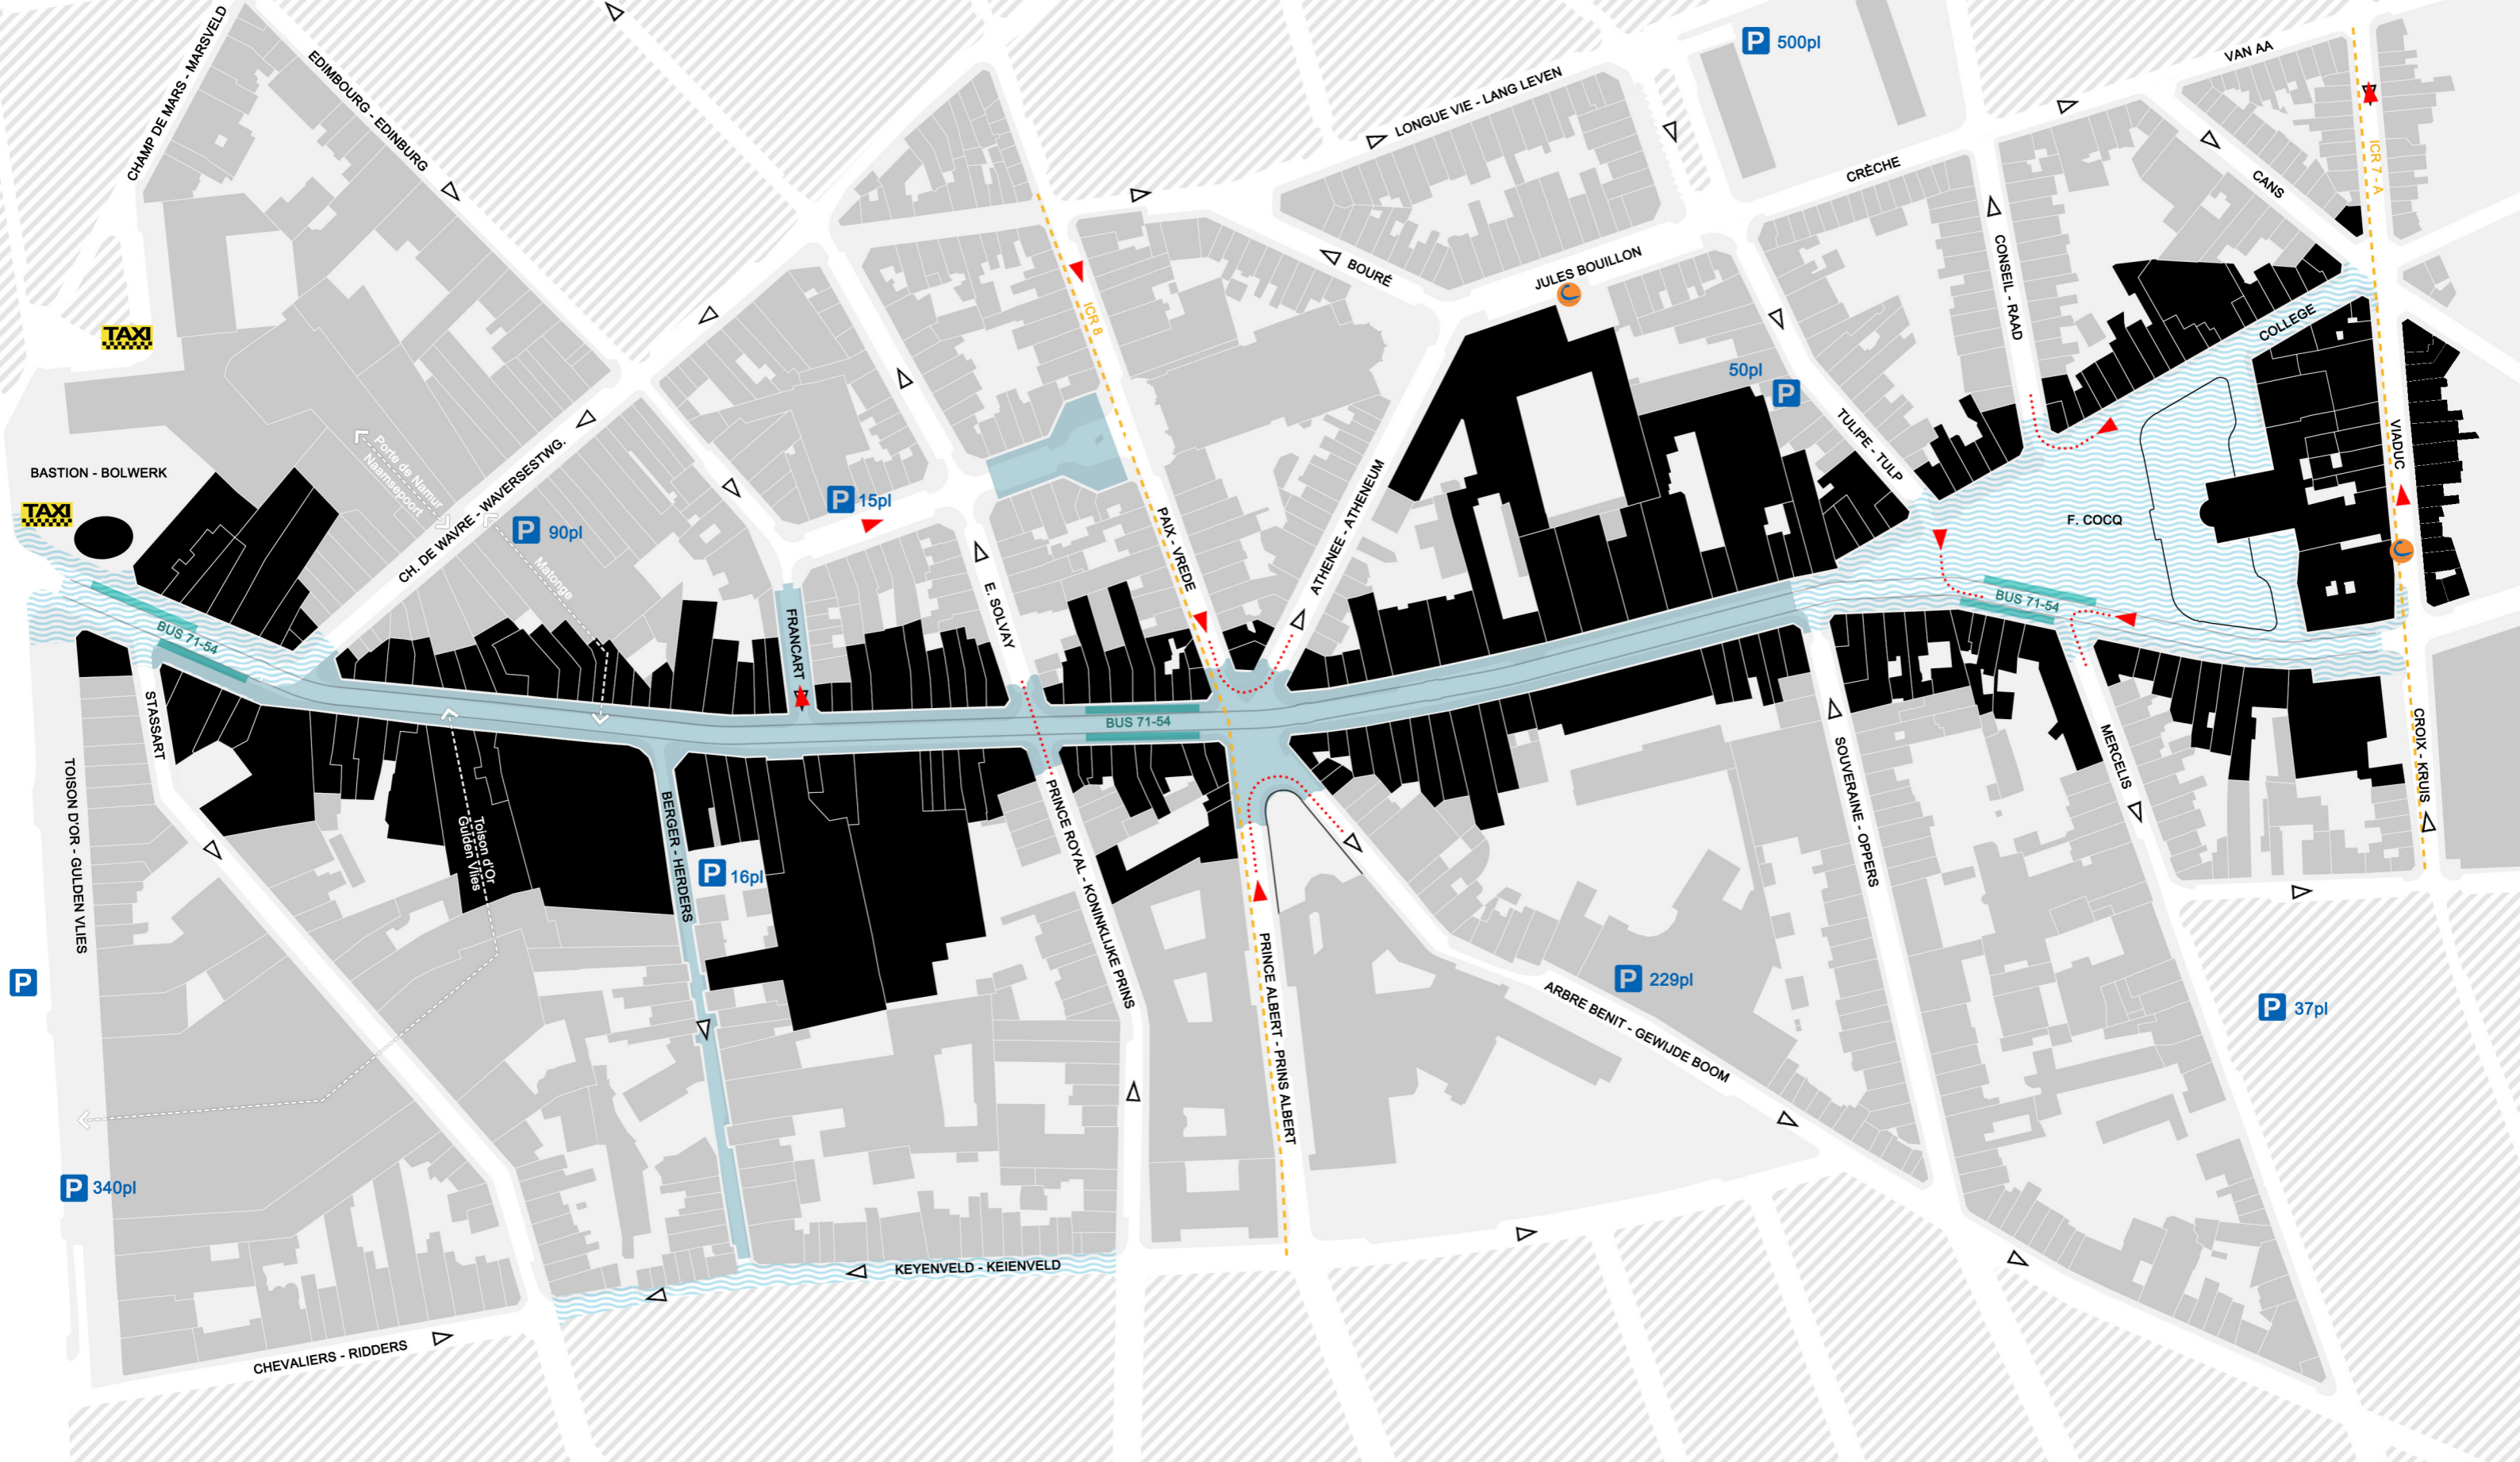 CHAMP DE MARS - MARSVELD
EDIMBOURG - EDINBURG
P 500pl
VAN AA
LONGUE VIE - LANG LEVEN
CRÈCHE
CANS
ICR 7 - A
BOURÉ
JULES BOUILLON
CONSEIL - RAAD
ICR 8
TAXI
COLLEGE
50pl
P
TULIPE - TULP
VIADUC
BASTION - BOLWERK
Porte de Namur
Naamsepoort
CH. DE WAVRE - WAVERSESTWG.
P 15pl
TAXI
P 90pl
Matonge
PAIX - VREDE
ATHENEE - ATHENEUM
F. COCQ
E. SOLVAY
FRANCART
BUS 71-54
BUS 71-54
BUS 71-54
STASSART
TOISON D'OR - GULDEN VLIES
Toison d'Or
Gulden Vlies
BERGER - HERDERS
P 16pl
PRINCE ROYAL - KONINKLIJKE PRINS
SOUVERAINE - OPPERS
MERCELIS
CROIX - KRUIS
P
PRINCE ALBERT - PRINS ALBERT
P 229pl
ARBRE BENIT - GEWIJDE BOOM
P 37pl
P 340pl
KEYENVELD - KEIENVELD
CHEVALIERS - RIDDERS